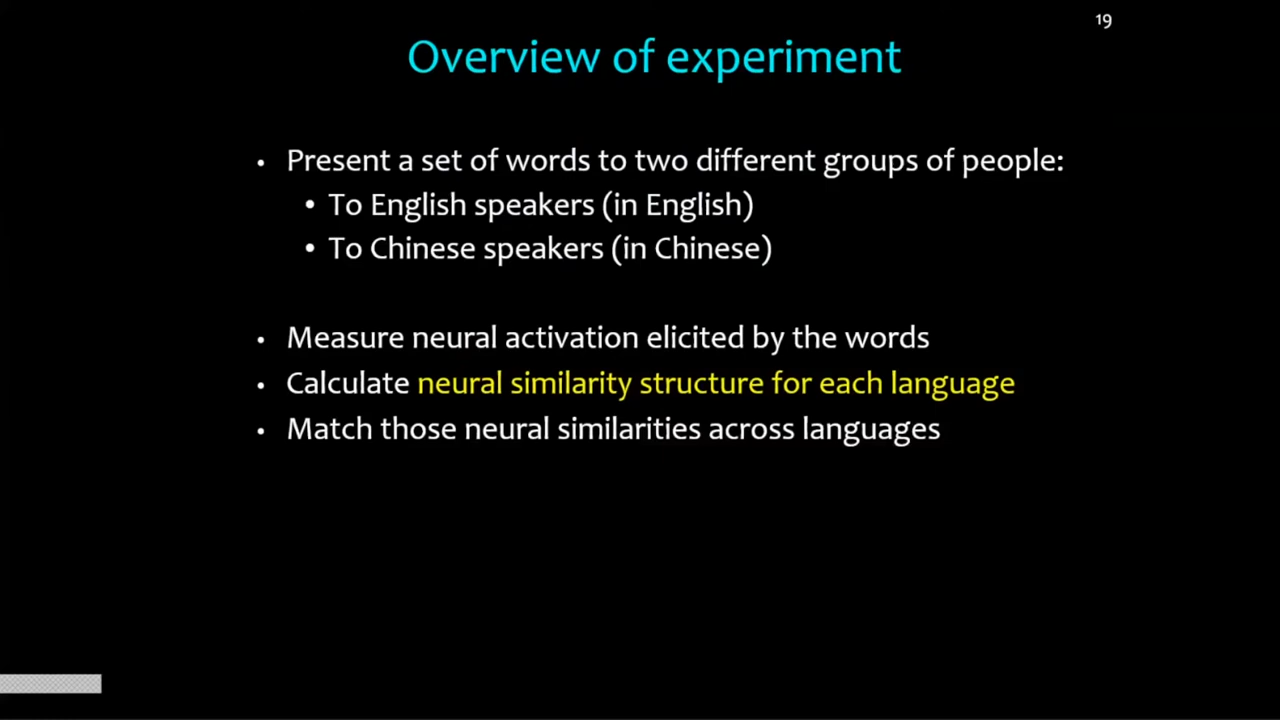 19
Overview of experiment
• Present a set of words to two different groups of people:
• To English speakers (in English)
• To Chinese speakers (in Chinese)
• Measure neural activation elicited by the words
• Calculate neural similarity structure for each language
• Match those neural similarities across languages